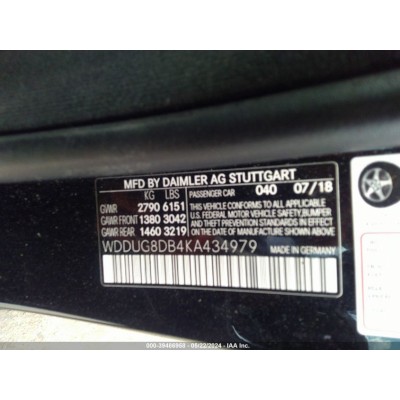 MFD BY DAIMLER AG STUTTGART
KG LBS PASSENGER CAR 040 07/18
GVWR 2790 6151
GAWR FRONT 1380 3042
GAWR REAR 1460 3219
THIS VEHICLE CONFORMS TO ALL APPLICABLE
U.S. FEDERAL MOTOR VEHICLE SAFETY, BUMPER
AND THEFT PREVENTION STANDARDS IN EFFECT
ON THE DATE OF MANUFACTURE SHOWN ABOVE.
WDDUG8DB4KA434979
MADE IN GERMANY
000-39466959 - 05/22/2024 - IAA Inc.